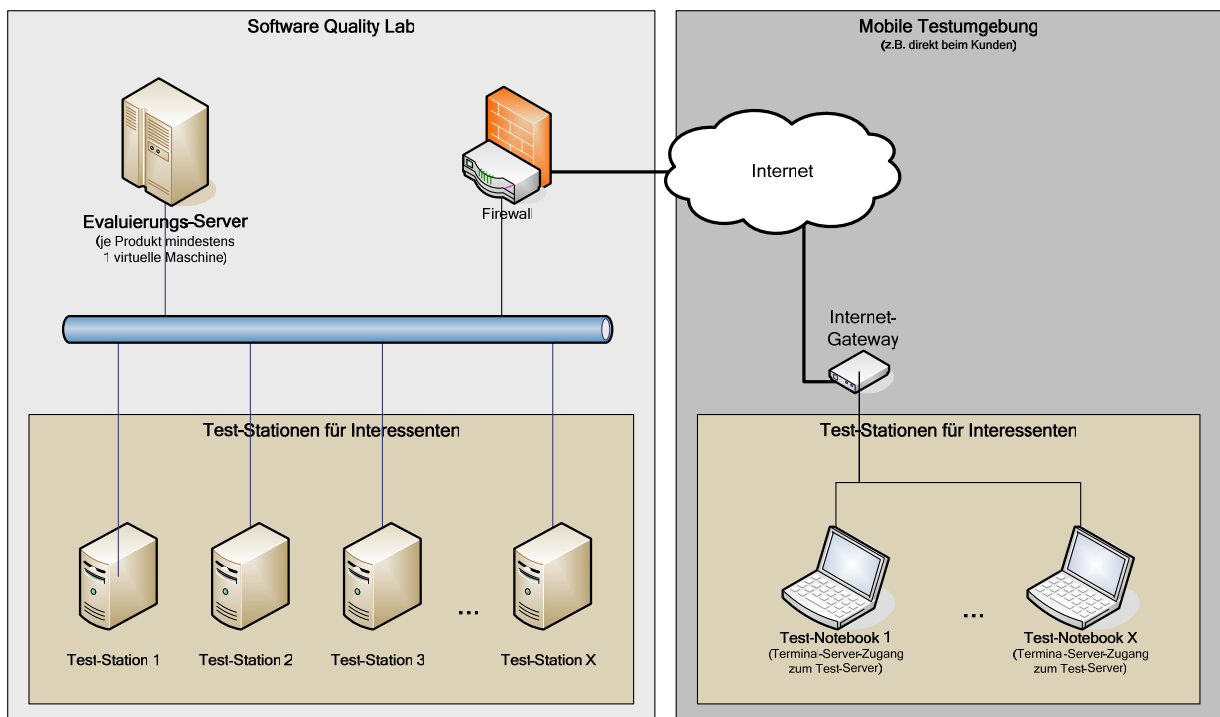 Software Quality Lab
Evaluierungs-Server
(je Produkt mindestens
1 virtuelle Maschine)
Firewall
Test-Stationen für Interessenten
Test-Station 1
Test-Station 2
Test-Station 3
...
Test-Station X
Mobile Testumgebung
(z.B. direkt beim Kunden)
Internet
Internet-
Gateway
Test-Stationen für Interessenten
Test-Notebook 1
(Termina-Server-Zugang
zum Test-Server)
...
Test-Notebook X
(Termina-Server-Zugang
zum Test-Server)